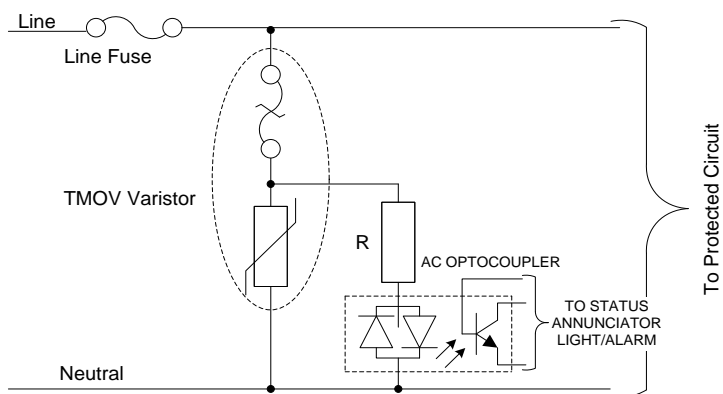 Line
Line Fuse
TMOV Varistor
R
AC OPTOCOUPLER
TO STATUS
ANNUNCIATOR
LIGHT/ALARM
Neutral
To Protected Circuit